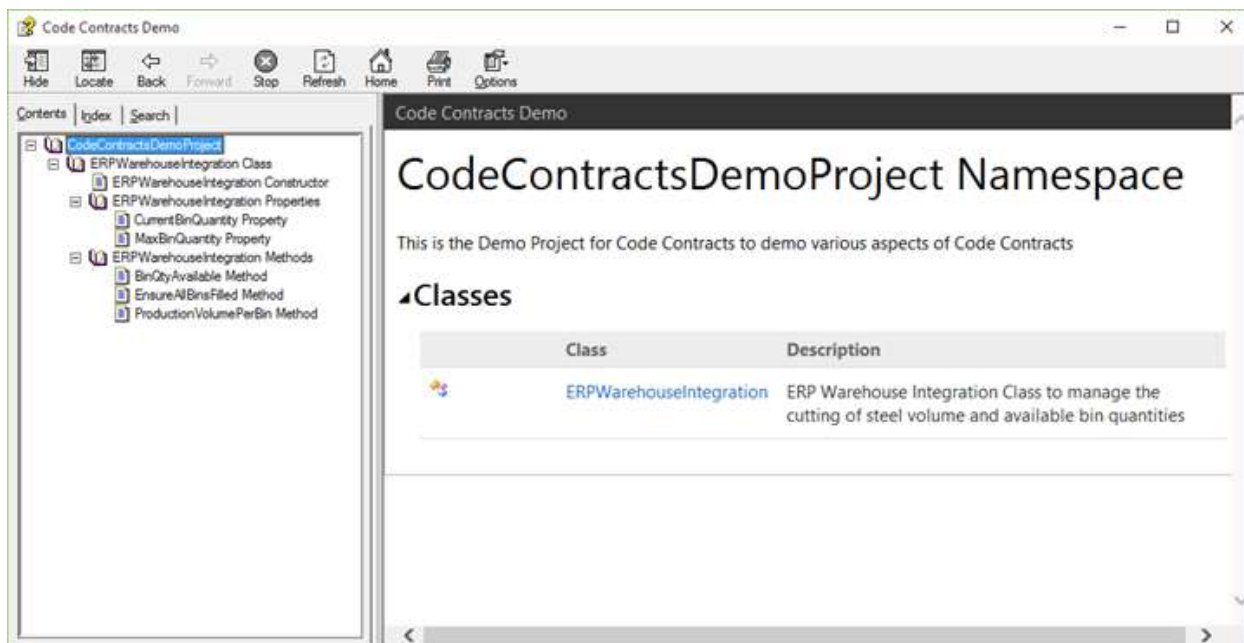 Code Contracts Demo
Hide Locate Back Forward Stop Refresh Home Print Options
Contents Index Search
CodeContractsDemoProject
ERPWarehouseIntegration Class
ERPWarehouseIntegration Constructor
ERPWarehouseIntegration Properties
CurrentBinQuantity Property
MaxBinQuantity Property
ERPWarehouseIntegration Methods
BinQtyAvailable Method
EnsureAllBinsFilled Method
ProductionVolumePerBin Method
Code Contracts Demo
CodeContractsDemoProject Namespace
This is the Demo Project for Code Contracts to demo various aspects of Code Contracts
Classes
Class Description
ERPWarehouseIntegration ERP Warehouse Integration Class to manage the
cutting of steel volume and available bin quantities